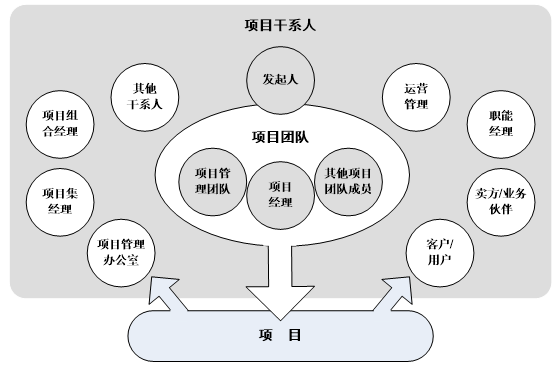 项目干系人
发起人
其他
干系人
运营
管理
项目组
合经理
职能
经理
项目团队
项目管
理团队
项目
经理
其他项目
团队成员
项目集
经理
实方/业务
伙伴
项目管理
办公室
客户/
用户
项 目